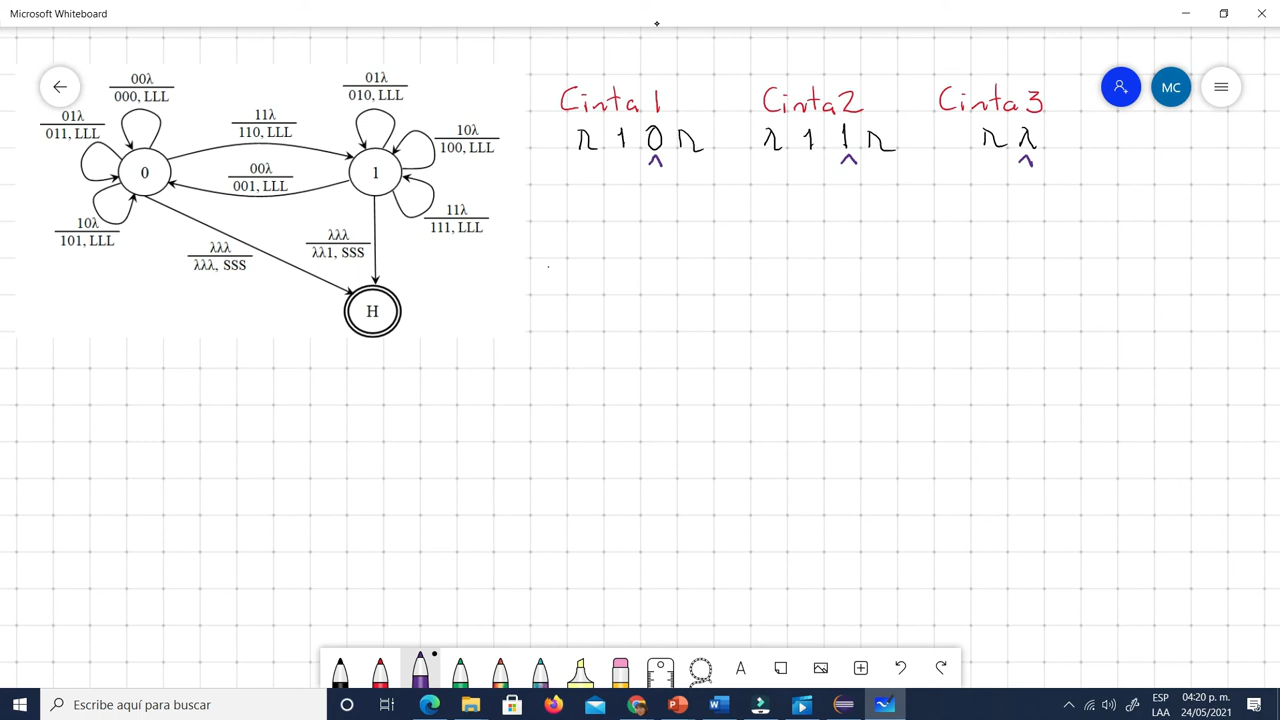 Microsoft Whiteboard
MC
00λ
000, LLL
01λ
010, LLL
01λ
011, LLL
11λ
110, LLL
10λ
100, LLL
00λ
001, LLL
0
1
10λ
101, LLL
11λ
111, LLL
λλλ
λλλ, SSS
λλλ
λλ1, SSS
H
Cinta 1
λ 1 0 λ
^
Cinta 2
λ 1 1 λ
^
Cinta 3
λ λ
^
A
Escribe aquí para buscar
ESP
LAA
04:20 p. m.
24/05/2021